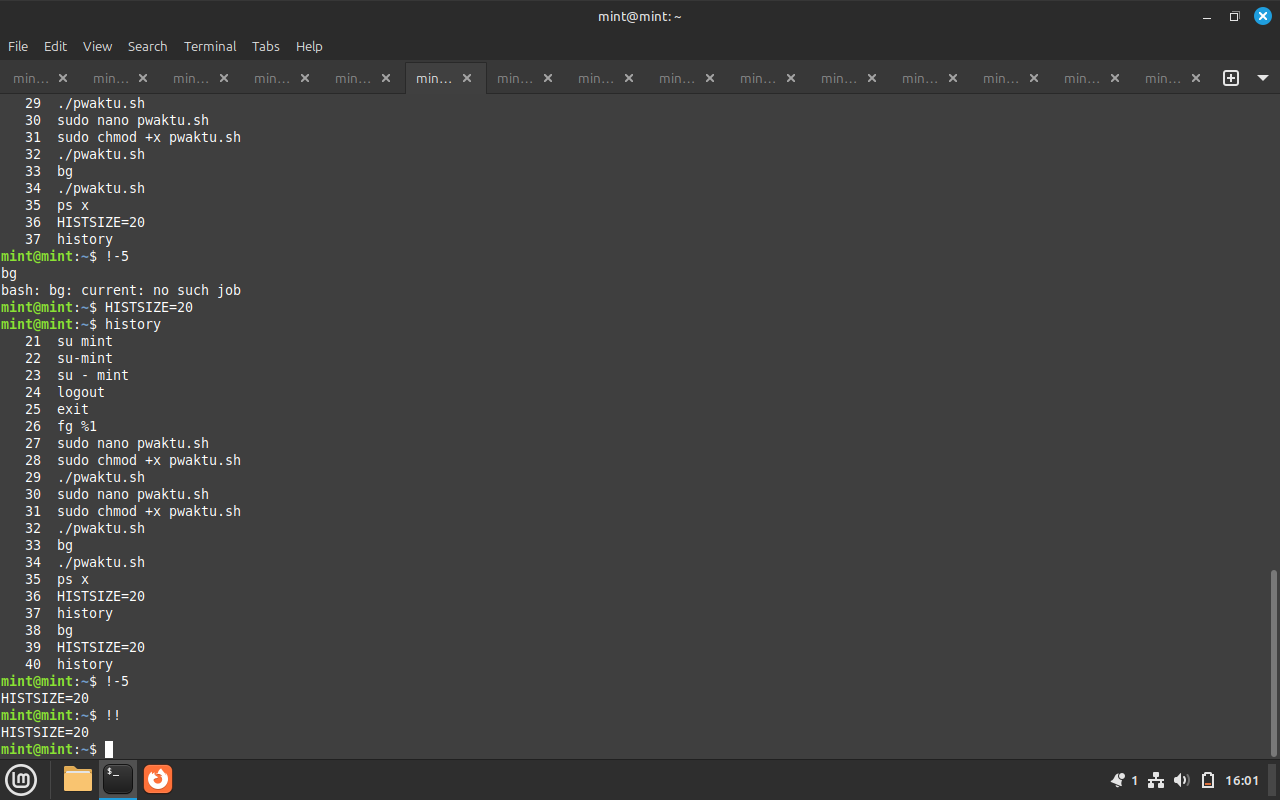 mint@mint: ~
File Edit View Search Terminal Tabs Help
min... min... min... min... min... min... min... min... min... min... min... min... min... min... min...
29 ./pwaktu.sh
30 sudo nano pwaktu.sh
31 sudo chmod +x pwaktu.sh
32 ./pwaktu.sh
33 bg
34 ./pwaktu.sh
35 ps x
36 HISTSIZE=20
37 history
mint@mint:~$ !-5
bg
bash: bg: current: no such job
mint@mint:~$ HISTSIZE=20
mint@mint:~$ history
21 su mint
22 su-mint
23 su - mint
24 logout
25 exit
26 fg %1
27 sudo nano pwaktu.sh
28 sudo chmod +x pwaktu.sh
29 ./pwaktu.sh
30 sudo nano pwaktu.sh
31 sudo chmod +x pwaktu.sh
32 ./pwaktu.sh
33 bg
34 ./pwaktu.sh
35 ps x
36 HISTSIZE=20
37 history
38 bg
39 HISTSIZE=20
40 history
mint@mint:~$ !-5
HISTSIZE=20
mint@mint:~$ !!
HISTSIZE=20
mint@mint:~$
$_ 1 16:01